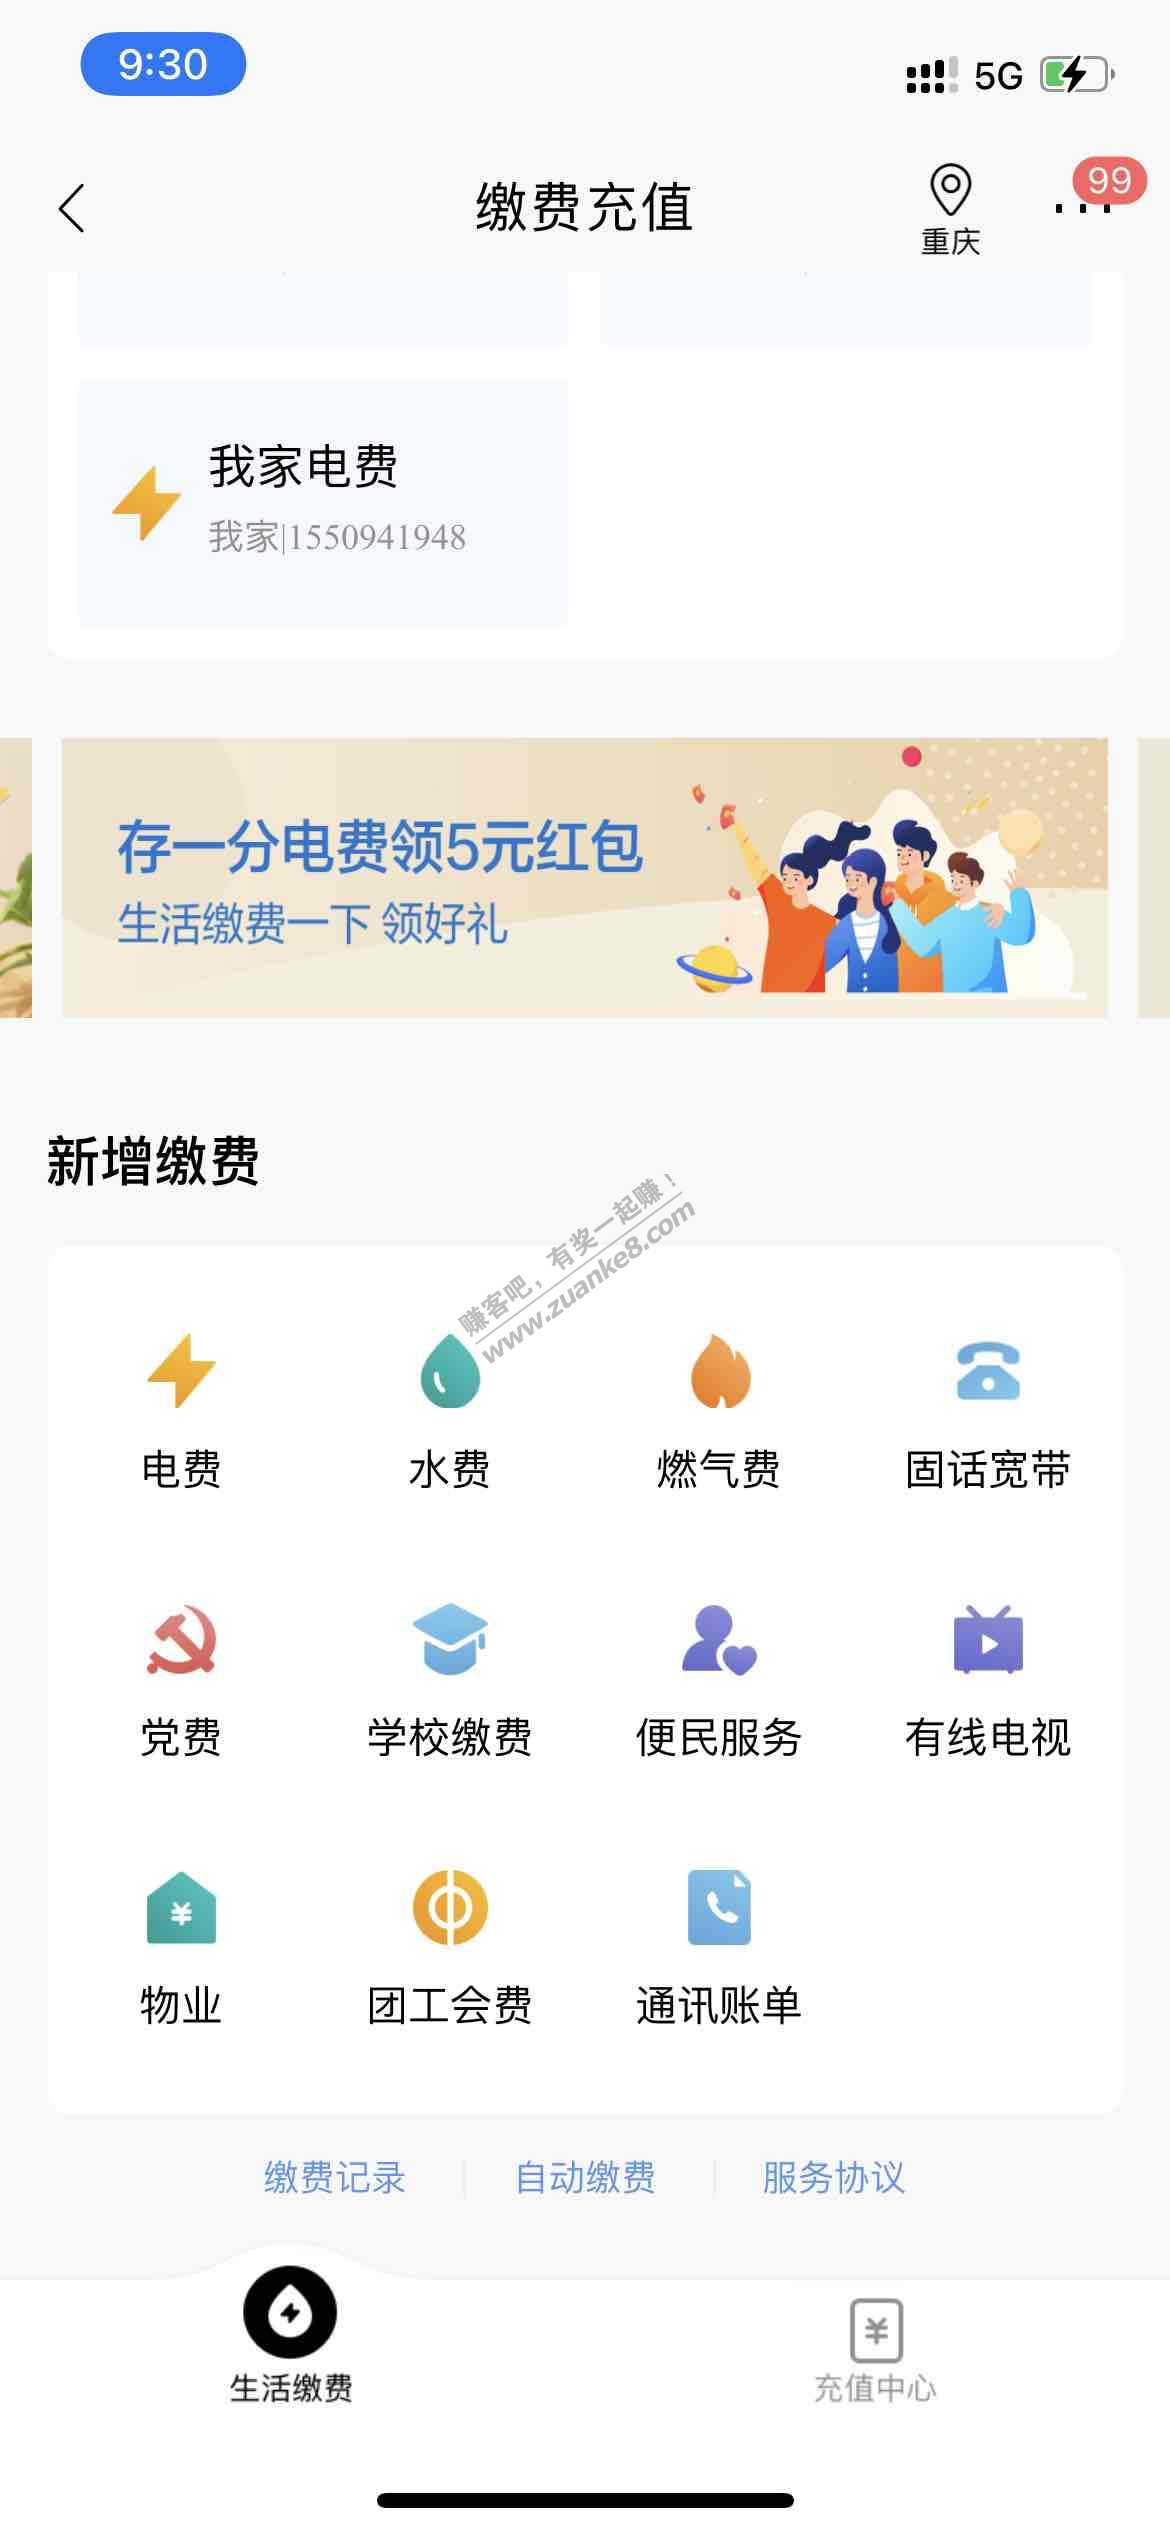 9:30
5G
缴费充值
重庆
99
我家电费
我家|1550941948
存一分电费领5元红包
生活缴费一下 领好礼
新增缴费
赚客吧，有奖一起赚！
www.zuanke8.com
电费
水费
燃气费
固话宽带
党费
学校缴费
便民服务
有线电视
¥
物业
团工会费
通讯账单
缴费记录
自动缴费
服务协议
生活缴费
¥
充值中心